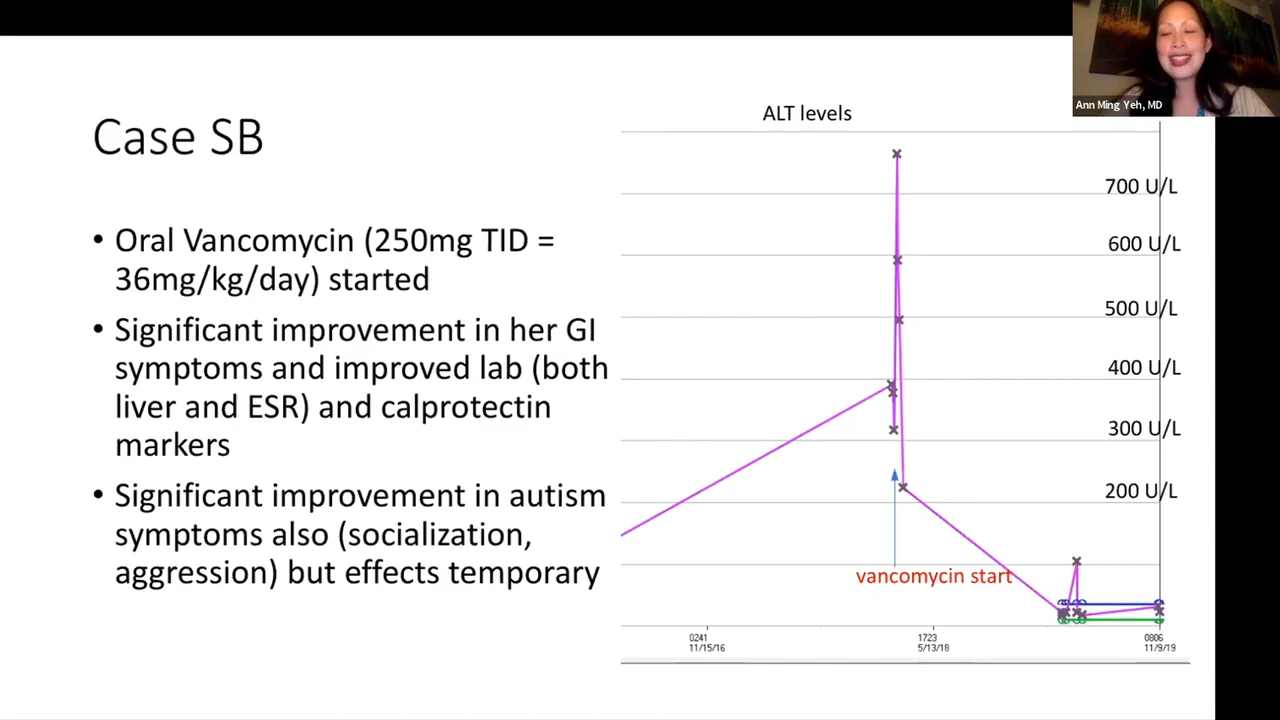 Ann Ming Yeh, MD
Case SB
• Oral Vancomycin (250mg TID =
36mg/kg/day) started
• Significant improvement in her GI
symptoms and improved lab (both
liver and ESR) and calprotectin
markers
• Significant improvement in autism
symptoms also (socialization,
aggression) but effects temporary
ALT levels
700 U/L
600 U/L
500 U/L
400 U/L
300 U/L
200 U/L
vancomycin start
0241
11/15/16
1723
5/13/18
0806
11/9/19